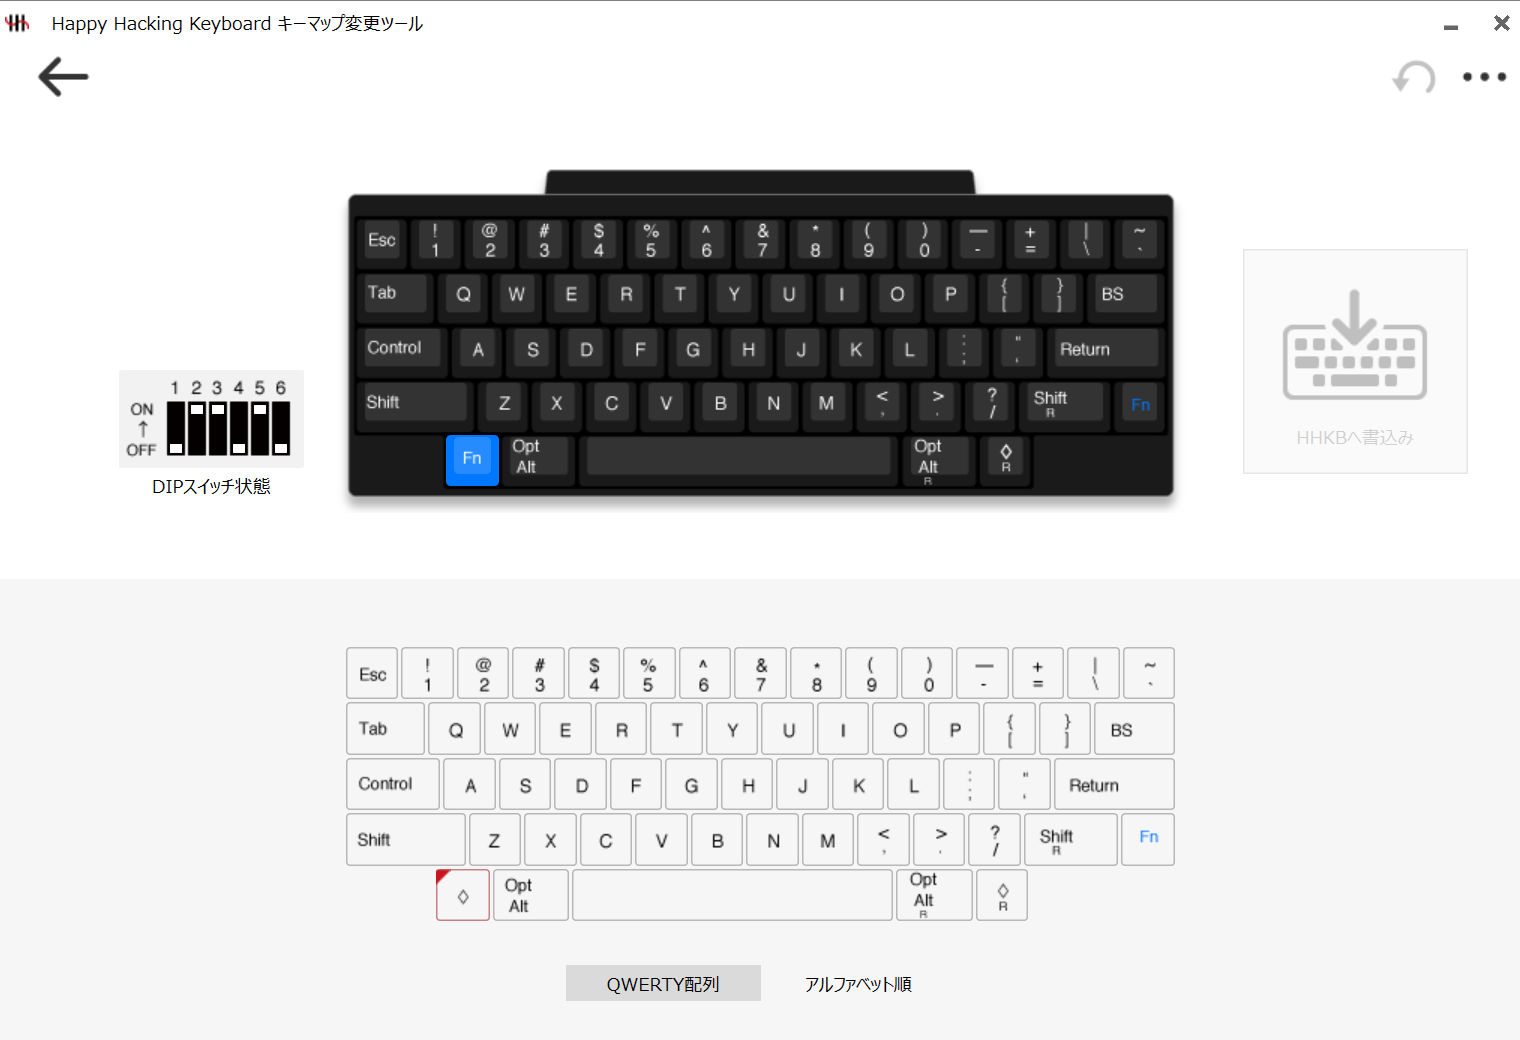 Happy Hacking Keyboard キーマップ変更ツール
Esc ! 1 @ 2 # 3 $ 4 % 5 ^ 6 & 7 * 8 ( 9 ) 0 — - + = | \ ~ `
Tab Q W E R T Y U I O P { [ } ] BS
Control A S D F G H J K L : ; " ' Return
Shift Z X C V B N M < , > . ? / Shift R Fn
Fn Opt Alt Opt Alt R ◊ R
1 2 3 4 5 6
ON
↑
OFF
DIPスイッチ状態
HHKBへ書込み
Esc ! 1 @ 2 # 3 $ 4 % 5 ^ 6 & 7 * 8 ( 9 ) 0 — - + = | \ ~ `
Tab Q W E R T Y U I O P { [ } ] BS
Control A S D F G H J K L : ; " ' Return
Shift Z X C V B N M < , > . ? / Shift R Fn
◊ Opt Alt Opt Alt R ◊ R
QWERTY配列 アルファベット順